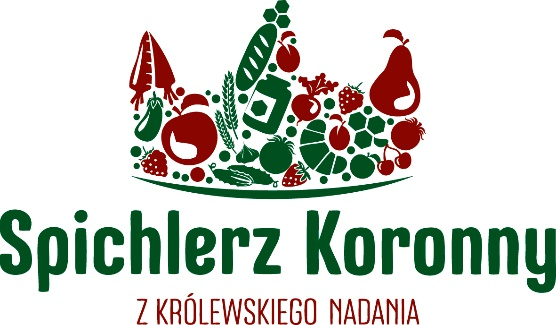 Spichlerz Koronny
Z KRÓLEWSKIEGO NADANIA